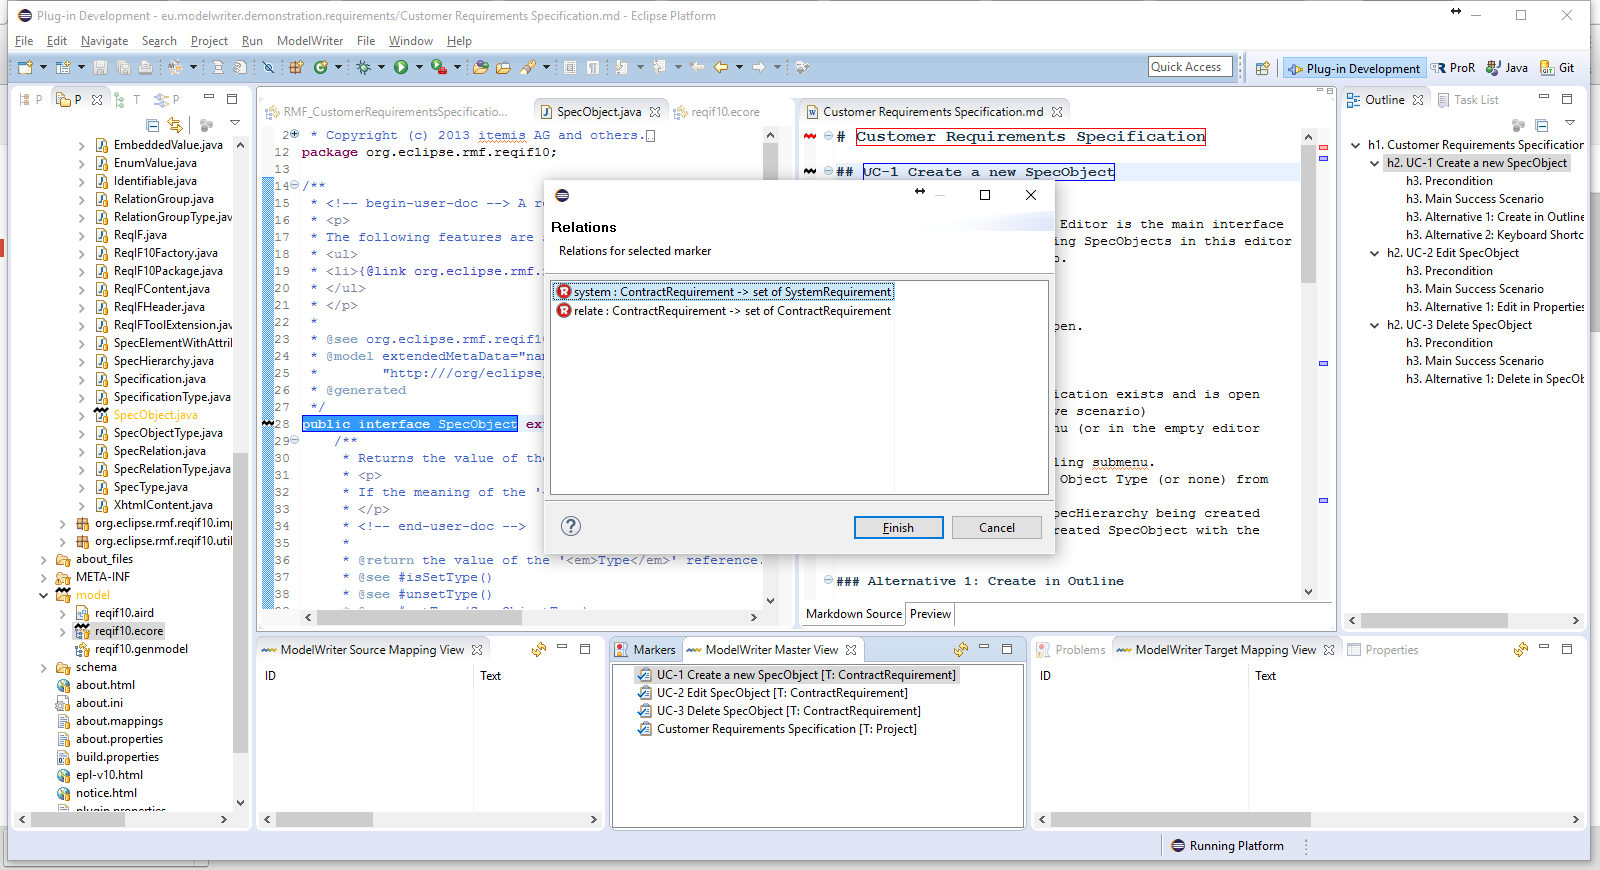 Plug-in Development - eu.modelwriter.demonstration.requirements/Customer Requirements Specification.md - Eclipse Platform
File Edit Navigate Search Project Run ModelWriter File Window Help
Quick Access
Plug-in Development
ProR
Java
Git
P
P
T
P
EmbeddedValue.java
EnumValue.java
Identifiable.java
RelationGroup.java
RelationGroupType.java
ReqIF.java
ReqIF10Factory.java
ReqIF10Package.java
ReqIFContent.java
ReqIFHeader.java
ReqIFToolExtension.java
SpecElementWithAttri
SpecHierarchy.java
Specification.java
SpecificationType.java
SpecObject.java
SpecObjectType.java
SpecRelation.java
SpecRelationType.java
SpecType.java
XhtmlContent.java
org.eclipse.rmf.reqif10.imp
org.eclipse.rmf.reqif10.util
about_files
META-INF
model
reqif10.aird
reqif10.ecore
reqif10.genmodel
schema
about.html
about.ini
about.mappings
about.properties
build.properties
epl-v10.html
notice.html
plugin.properties
RMF_CustomerRequirementsSpecificatio...
SpecObject.java
reqif10.ecore
2 * Copyright (c) 2013 itemis AG and others.
12 package org.eclipse.rmf.reqif10;
13
14 /**
15 * <!-- begin-user-doc --> A re
16 * <p>
17 * The following features are s
18 * <ul>
19 * <li>{@link org.eclipse.rmf.r
20 * </ul>
21 * </p>
22 *
23 * @see org.eclipse.rmf.reqif10
24 * @model extendedMetaData="nam
25 * "http:///org/eclipse/
26 * @generated
27 */
28 public interface SpecObject ext
29 /**
30 * Returns the value of the
31 * <p>
32 * If the meaning of the '
33 * </p>
34 * <!-- end-user-doc -->
35 *
36 * @return the value of the '<em>Type</em>' reference.
37 * @see #isSetType()
38 * @see #unsetType()
Customer Requirements Specification.md
# Customer Requirements Specification
## UC-1 Create a new SpecObject
Editor is the main interface
ng SpecObjects in this editor
o.
pen.
ication exists and is open
ve scenario)
nu (or in the empty editor
ling submenu.
Object Type (or none) from
pecHierarchy being created
reated SpecObject with the
### Alternative 1: Create in Outline
Markdown Source
Preview
Relations
Relations for selected marker
system : ContractRequirement -> set of SystemRequirement
relate : ContractRequirement -> set of ContractRequirement
Finish
Cancel
Outline
Task List
h1. Customer Requirements Specification
h2. UC-1 Create a new SpecObject
h3. Precondition
h3. Main Success Scenario
h3. Alternative 1: Create in Outline
h3. Alternative 2: Keyboard Shortc
h2. UC-2 Edit SpecObject
h3. Precondition
h3. Main Success Scenario
h3. Alternative 1: Edit in Properties
h2. UC-3 Delete SpecObject
h3. Precondition
h3. Main Success Scenario
h3. Alternative 1: Delete in SpecOb
ModelWriter Source Mapping View
ID Text
Markers
ModelWriter Master View
UC-1 Create a new SpecObject [T: ContractRequirement]
UC-2 Edit SpecObject [T: ContractRequirement]
UC-3 Delete SpecObject [T: ContractRequirement]
Customer Requirements Specification [T: Project]
Problems
ModelWriter Target Mapping View
Properties
ID Text
Running Platform